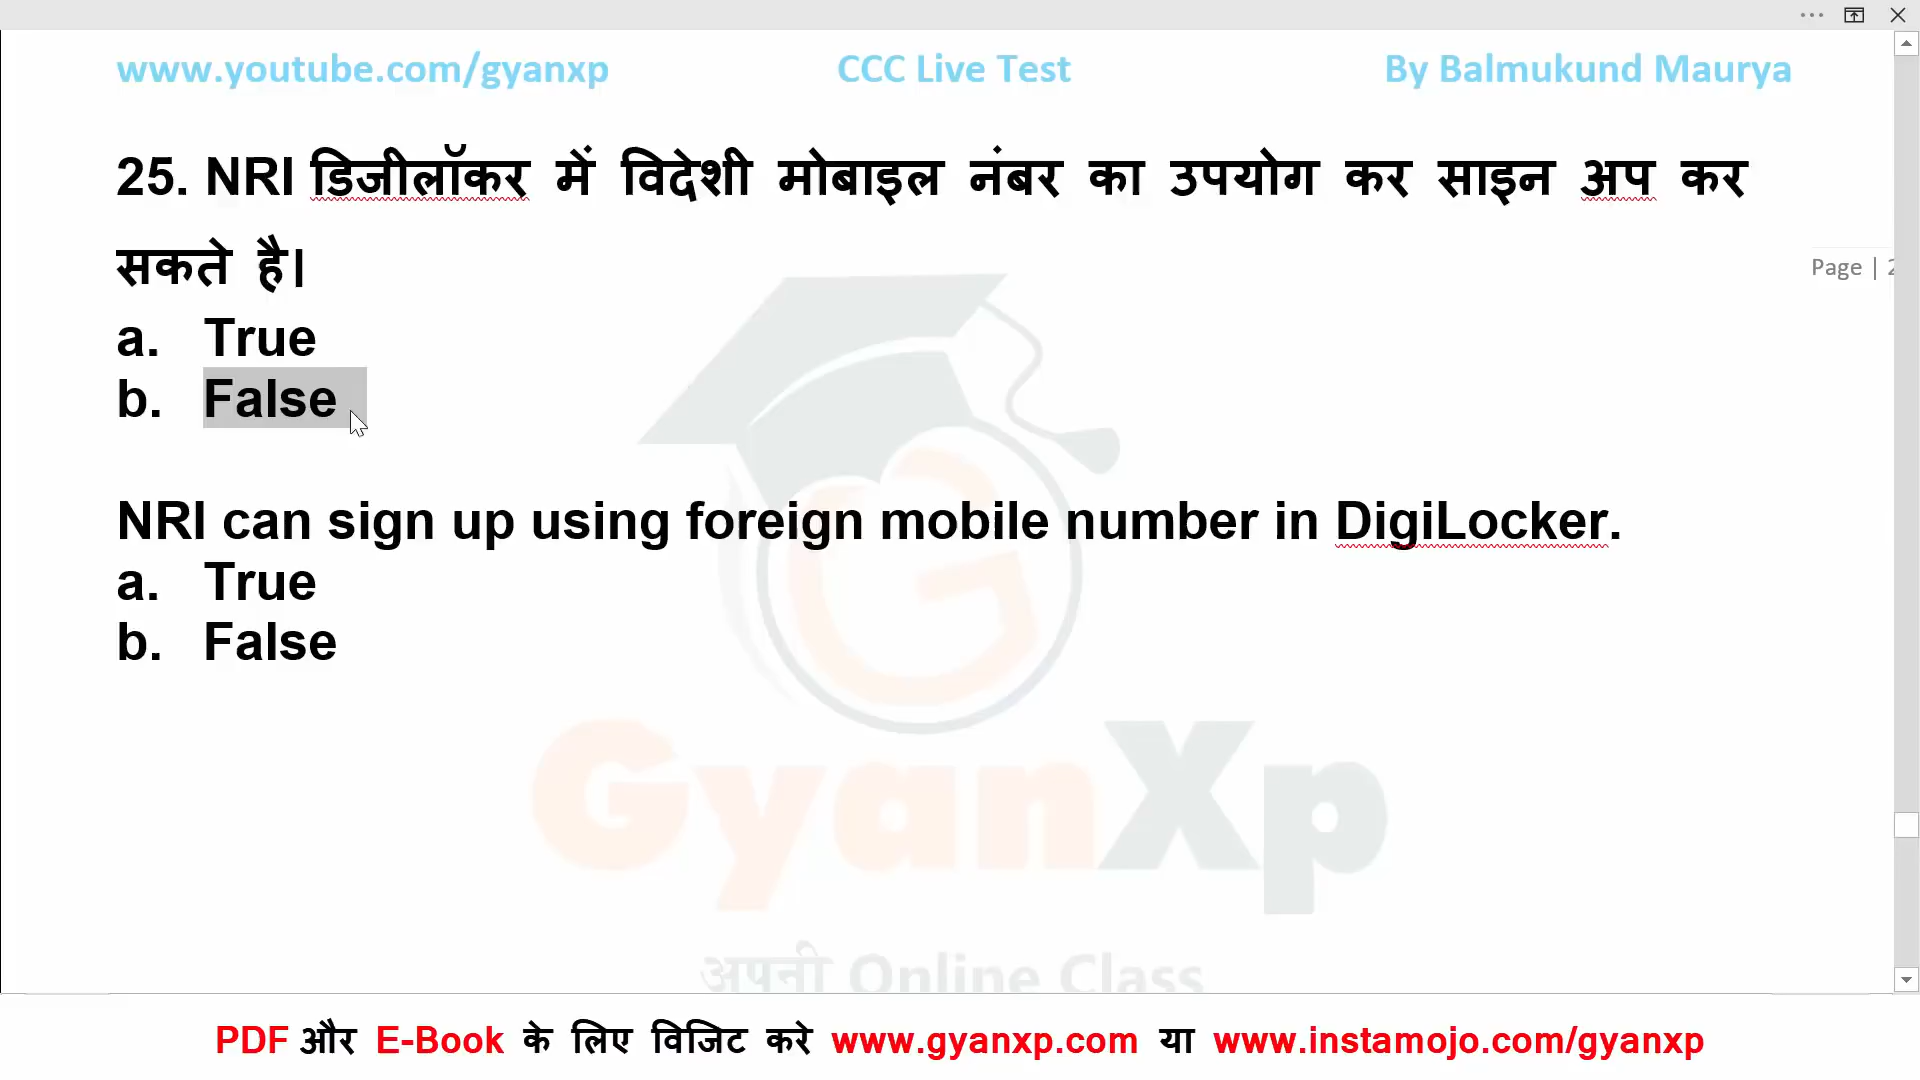 www.youtube.com/gyanxp CCC Live Test By Balmukund Maurya
25. NRI डिजीलॉकर में विदेशी मोबाइल नंबर का उपयोग कर साइन अप कर
सकते है।
Page |
a. True
b. False
NRI can sign up using foreign mobile number in DigiLocker.
a. True
b. False
G
GyanXp
अपनी Online Class
PDF और E-Book के लिए विजिट करे www.gyanxp.com या www.instamojo.com/gyanxp